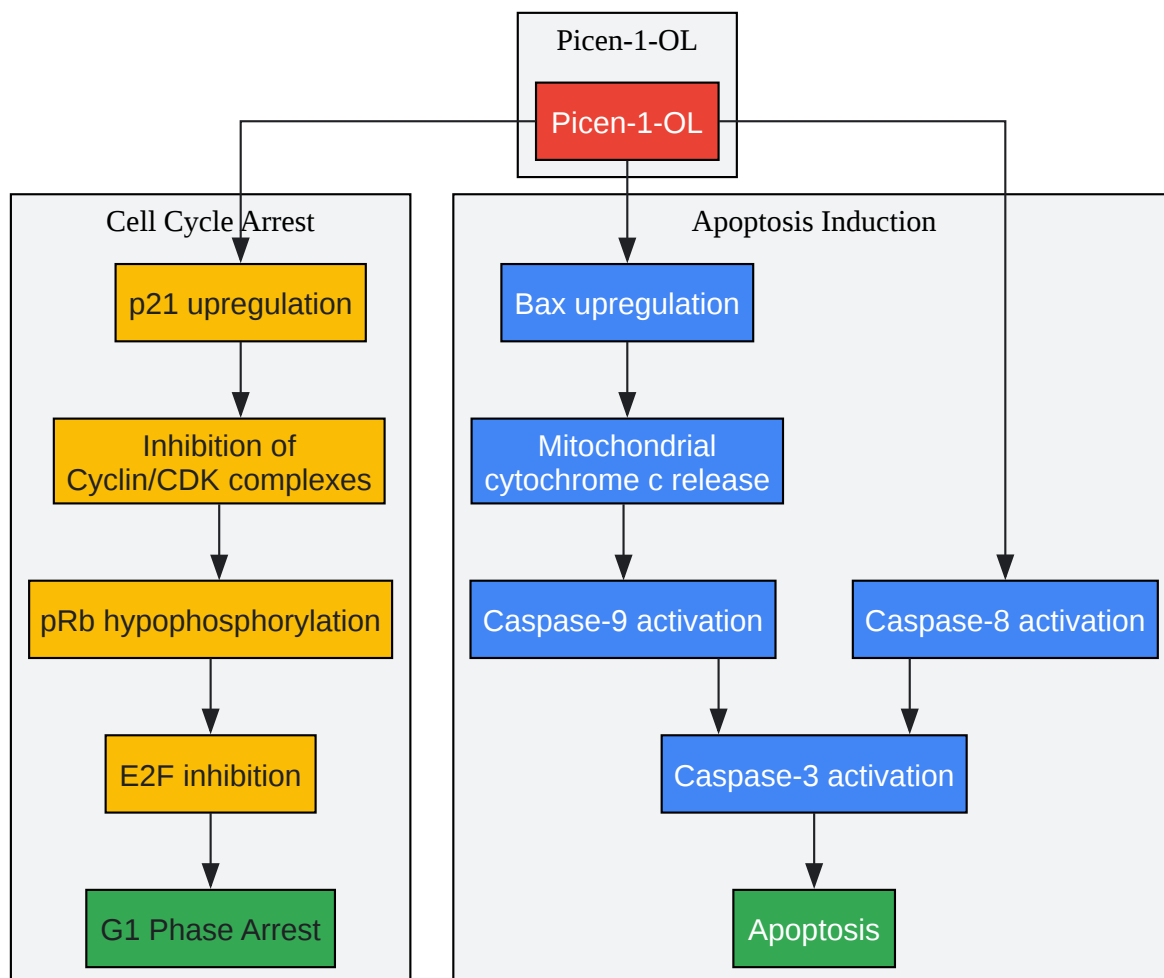 Picen-1-OL
Picen-1-OL
Cell Cycle Arrest
p21 upregulation
Inhibition of
Cyclin/CDK complexes
pRb hypophosphorylation
E2F inhibition
G1 Phase Arrest
Apoptosis Induction
Bax upregulation
Mitochondrial
cytochrome c release
Caspase-9 activation
Caspase-8 activation
Caspase-3 activation
Apoptosis